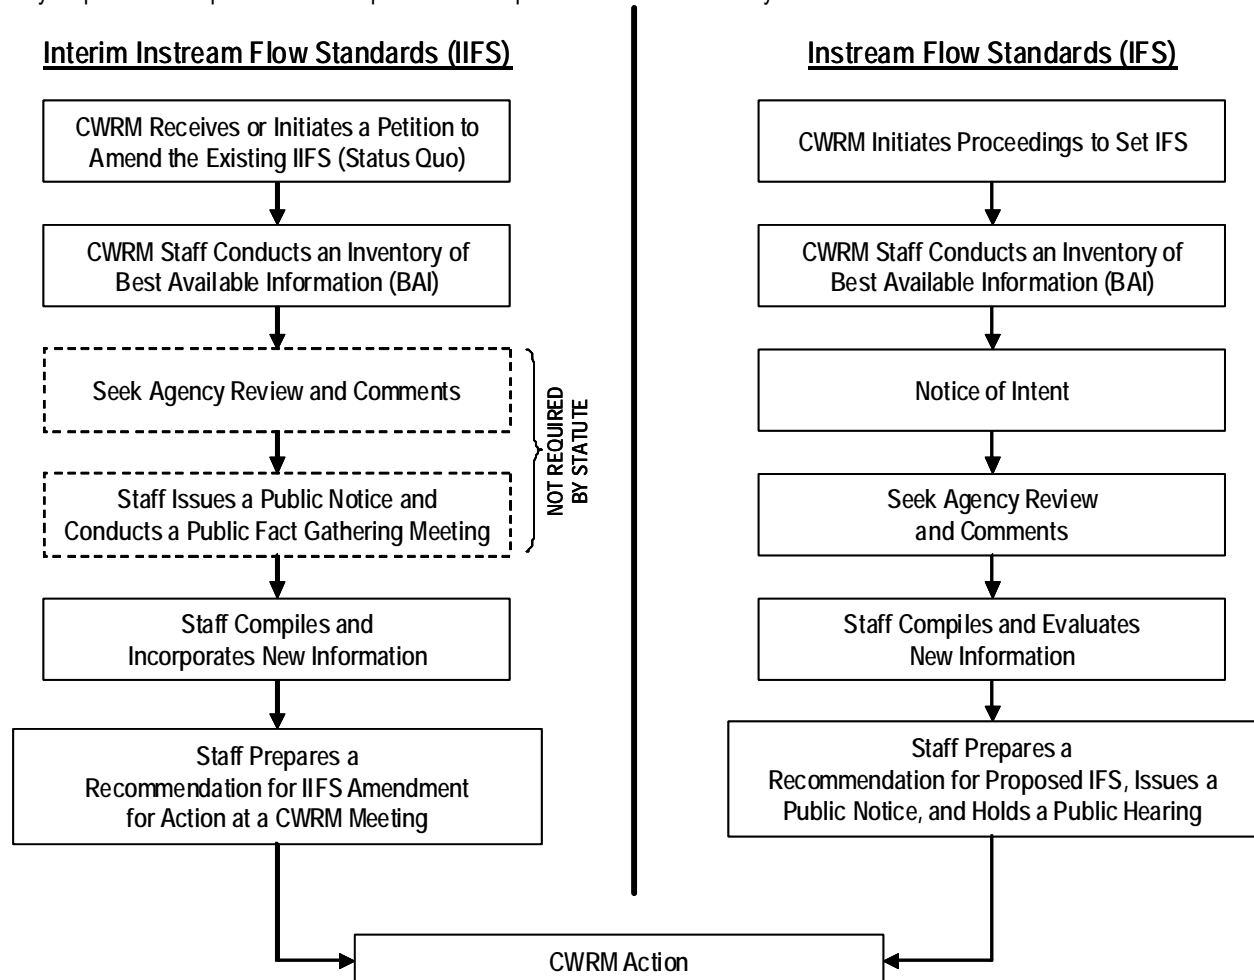 Interim Instream Flow Standards (IIFS)
CWRM Receives or Initiates a Petition to
Amend the Existing IIFS (Status Quo)
CWRM Staff Conducts an Inventory of
Best Available Information (BAI)
Seek Agency Review and Comments
Staff Issues a Public Notice and
Conducts a Public Fact Gathering Meeting
NOT REQUIRED
BY STATUTE
Staff Compiles and
Incorporates New Information
Staff Prepares a
Recommendation for IIFS Amendment
for Action at a CWRM Meeting
Instream Flow Standards (IFS)
CWRM Initiates Proceedings to Set IFS
CWRM Staff Conducts an Inventory of
Best Available Information (BAI)
Notice of Intent
Seek Agency Review
and Comments
Staff Compiles and Evaluates
New Information
Staff Prepares a
Recommendation for Proposed IFS, Issues a
Public Notice, and Holds a Public Hearing
CWRM Action